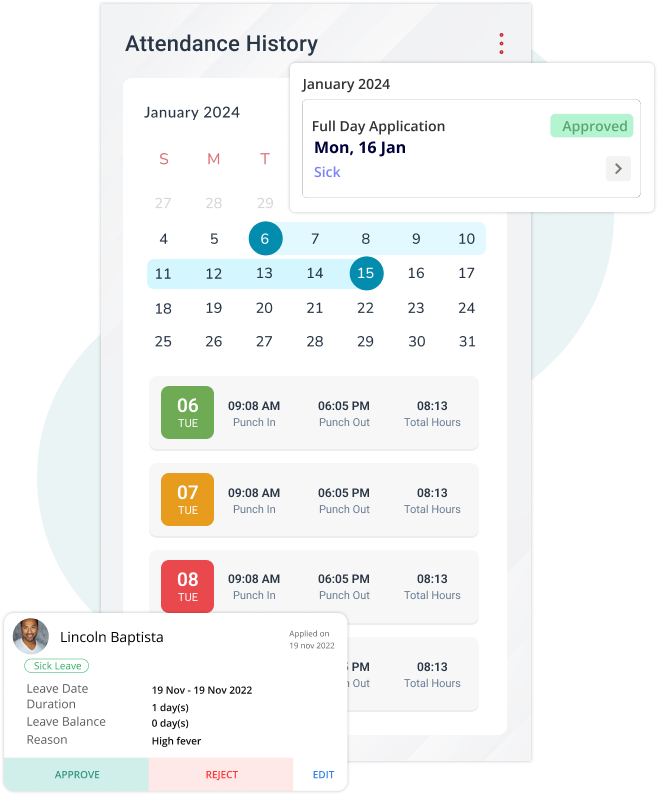 Attendance History
January 2024
January 2024
Full Day Application
Approved
Mon, 16 Jan
Sick
S M T
27 28 29
4 5 6 7 8 9 10
11 12 13 14 15 16 17
18 19 20 21 22 23 24
25 26 27 28 29 30 31
06 09:08 AM 06:05 PM 08:13
TUE Punch In Punch Out Total Hours
07 09:08 AM 06:05 PM 08:13
TUE Punch In Punch Out Total Hours
08 09:08 AM 06:05 PM 08:13
TUE Punch In Punch Out Total Hours
PM 08:13
Out Total Hours
Lincoln Baptista
Applied on
19 nov 2022
Sick Leave
Leave Date 19 Nov - 19 Nov 2022
Duration 1 day(s)
Leave Balance 0 day(s)
Reason High fever
APPROVE REJECT EDIT